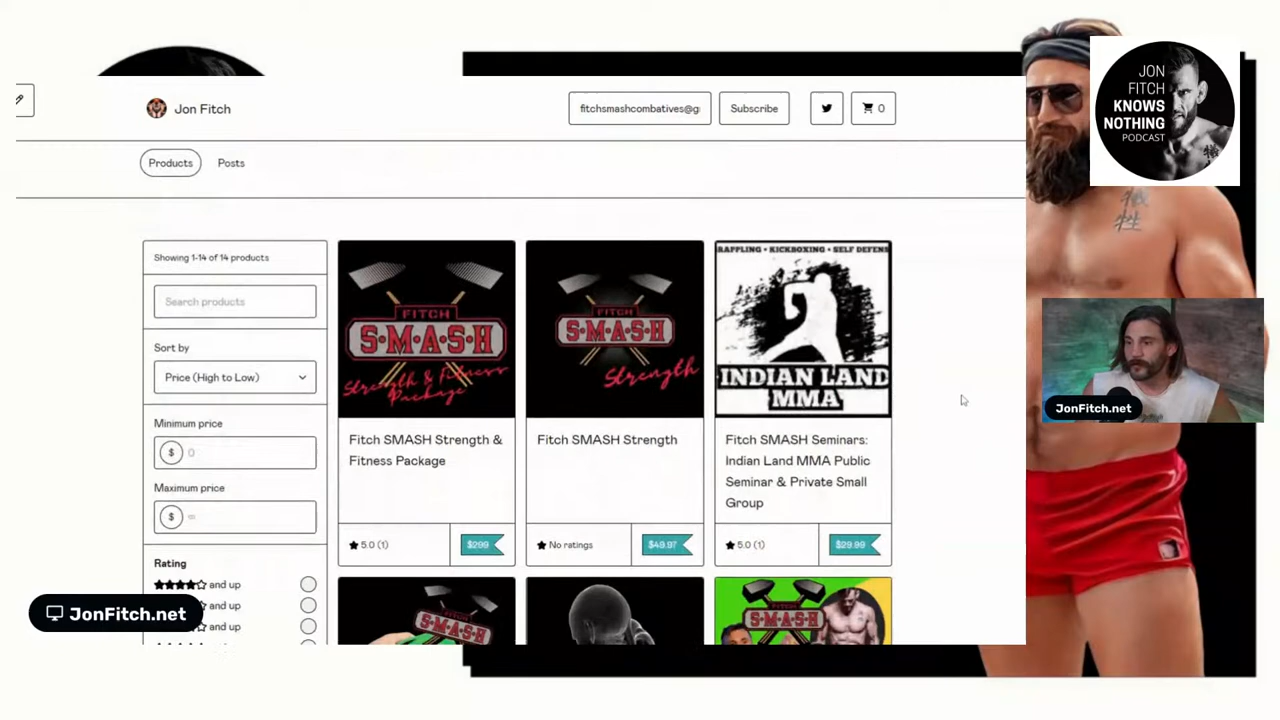 Jon Fitch
fitchsmashcombatives@g
Subscribe
0
JON
FITCH
KNOWS
NOTHING
PODCAST
Products
Posts
Showing 1-14 of 14 products
Search products
Sort by
Price (High to Low)
Minimum price
$ 0
Maximum price
$ ∞
Rating
and up
and up
and up
FITCH
S·M·A·S·H
Strength & Fitness
Package
Fitch SMASH Strength &
Fitness Package
5.0 (1)
$299
FITCH
S·M·A·S·H
Strength
Fitch SMASH Strength
No ratings
$49.97
RAPPLING • KICKBOXING • SELF DEFENS
INDIAN LAND
MMA
Fitch SMASH Seminars:
Indian Land MMA Public
Seminar & Private Small
Group
5.0 (1)
$29.99
S·M·A·S·H
FITCH
S·M·A·S·H
JonFitch.net
JonFitch.net